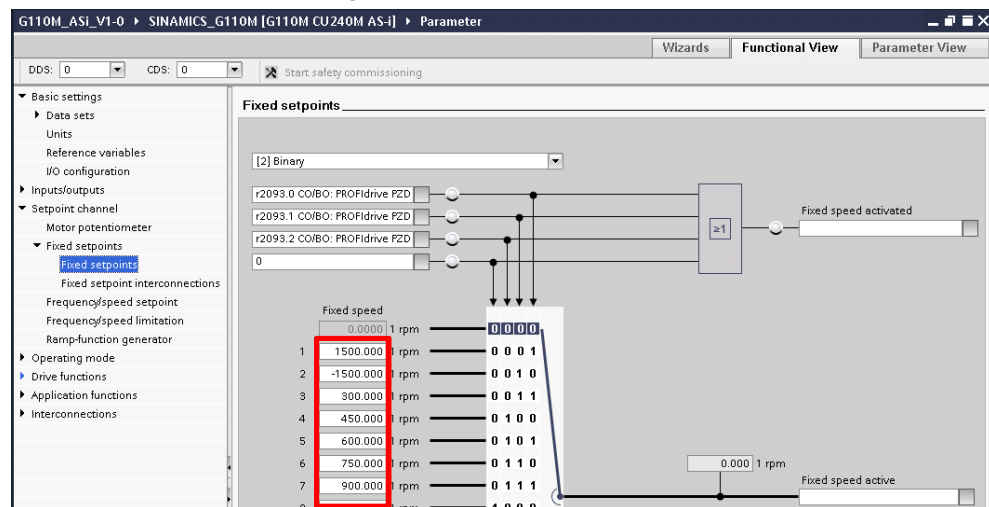 G110M_ASi_V1-0 ▸ SINAMICS_G110M [G110M CU240M AS-i] ▸ Parameter
Wizards Functional View Parameter View
DDS: 0 CDS: 0 Start safety commissioning
Basic settings
Data sets
Units
Reference variables
I/O configuration
Inputs/outputs
Setpoint channel
Motor potentiometer
Fixed setpoints
Fixed setpoints
Fixed setpoint interconnections
Frequency/speed setpoint
Frequency/speed limitation
Ramp-function generator
Operating mode
Drive functions
Application functions
Interconnections
Fixed setpoints
[2] Binary
r2093.0 CO/BO: PROFIdrive PZD
r2093.1 CO/BO: PROFIdrive PZD
r2093.2 CO/BO: PROFIdrive PZD
0
≥1
Fixed speed activated
Fixed speed
0.0000 1 rpm 0 0 0 0
1 1500.000 1 rpm 0 0 0 1
2 -1500.000 1 rpm 0 0 1 0
3 300.000 1 rpm 0 0 1 1
4 450.000 1 rpm 0 1 0 0
5 600.000 1 rpm 0 1 0 1
6 750.000 1 rpm 0 1 1 0
7 900.000 1 rpm 0 1 1 1
0.000 1 rpm
Fixed speed active